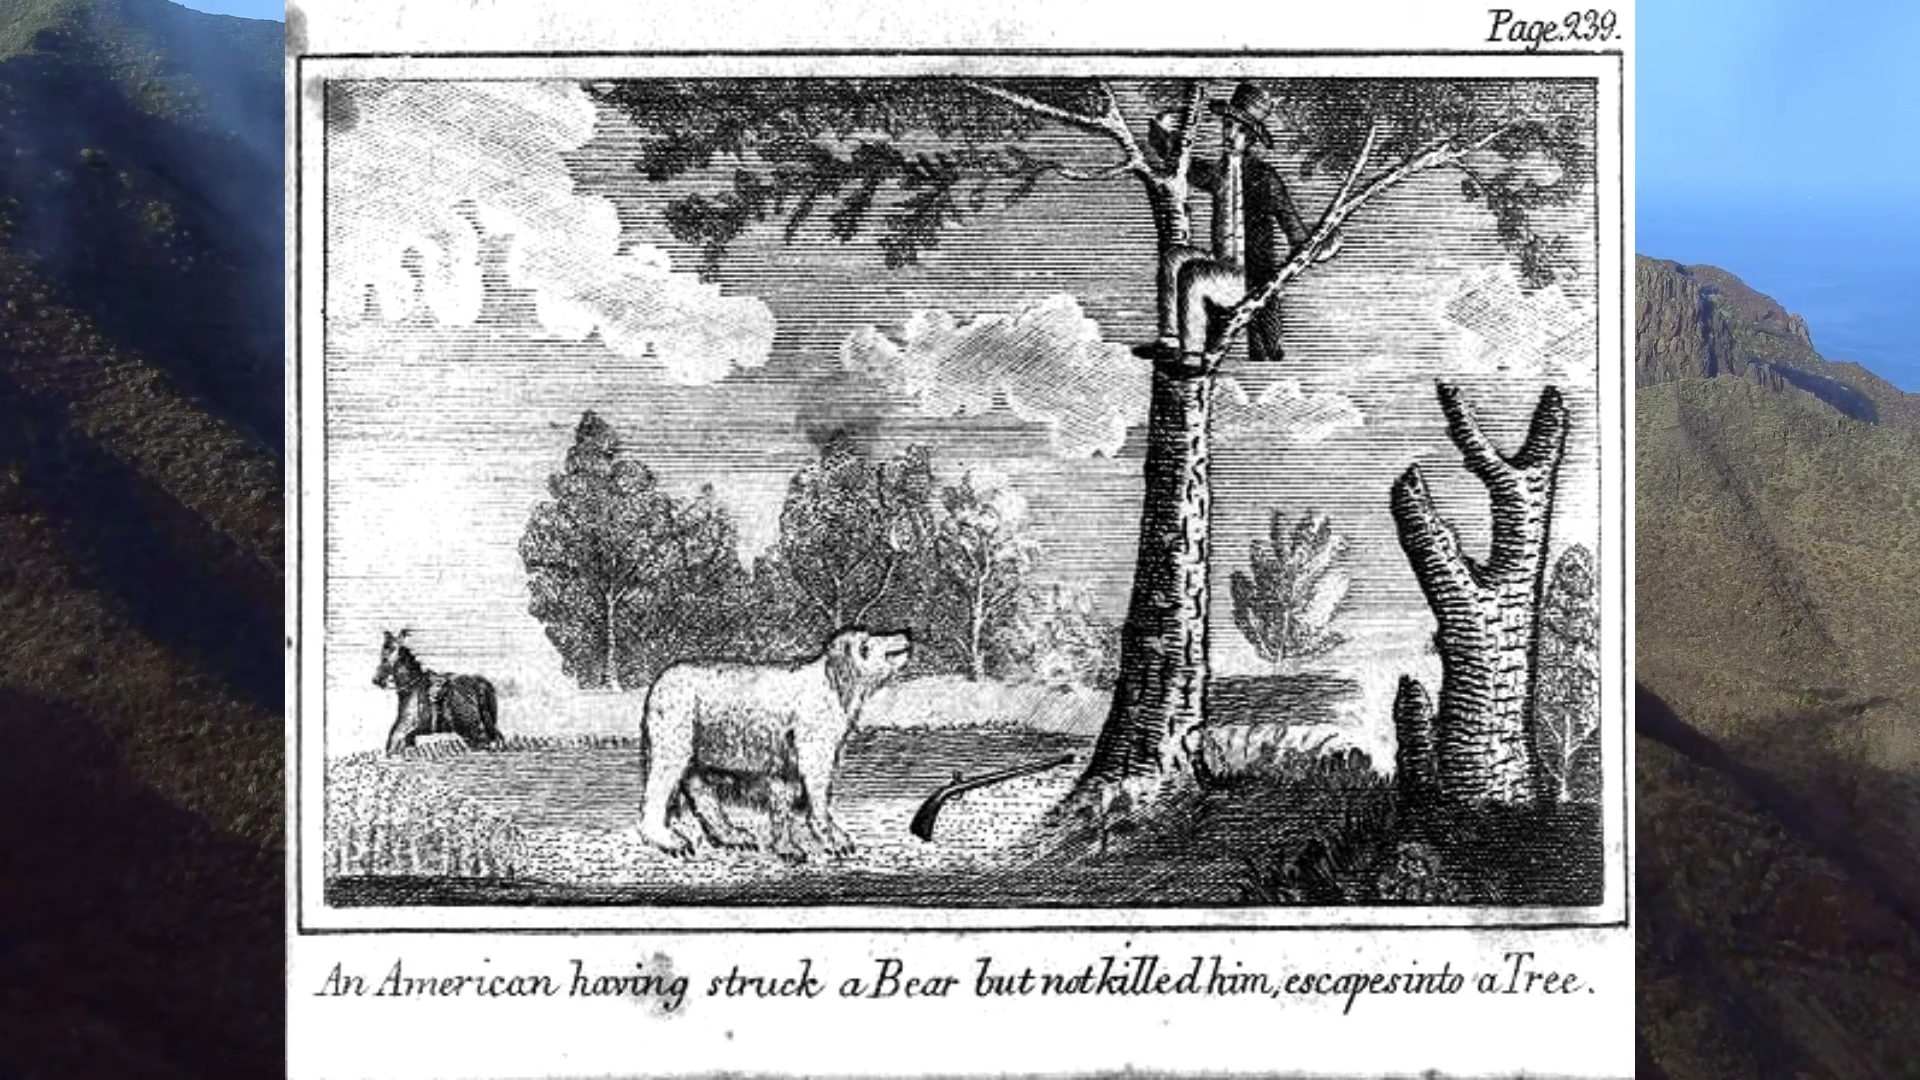 Page.239.
An American having struck a Bear but not killed him, escapes into a Tree.